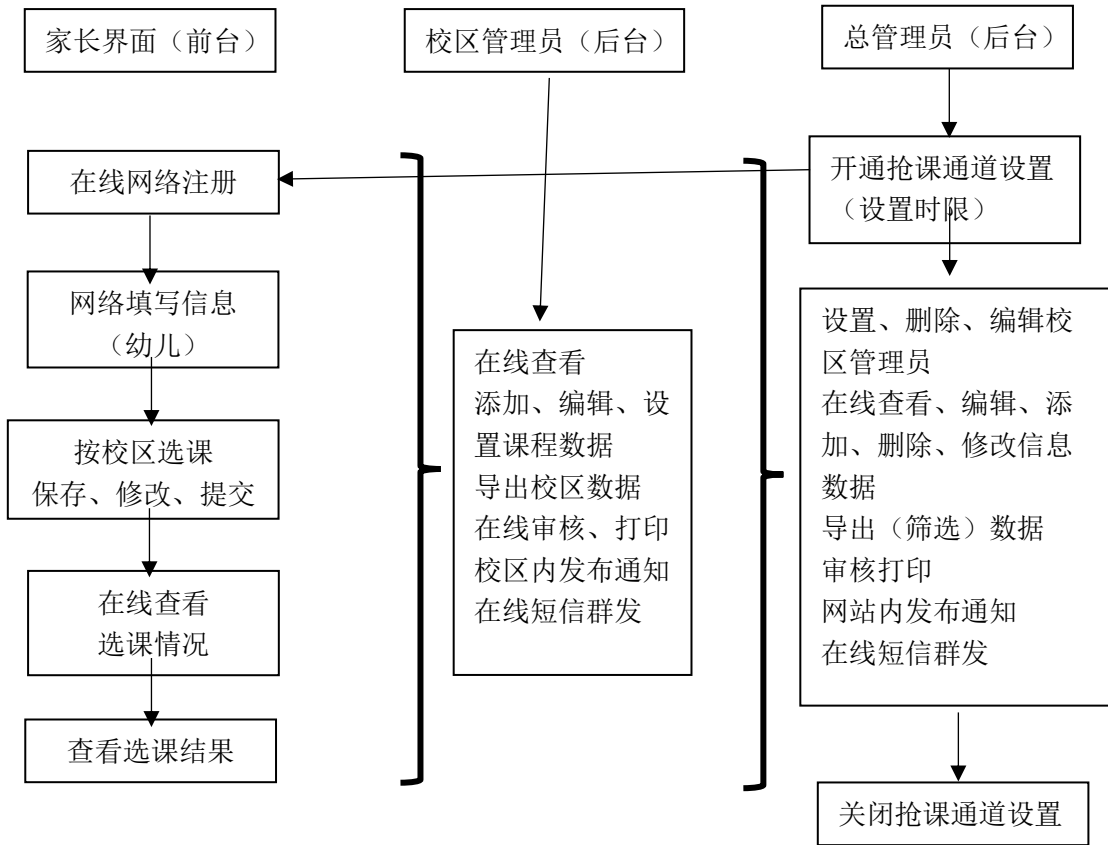 家长界面（前台）
校区管理员（后台）
总管理员（后台）
在线网络注册
网络填写信息
（幼儿）
按校区选课
保存、修改、提交
在线查看
选课情况
查看选课结果
在线查看
添加、编辑、设
置课程数据
导出校区数据
在线审核、打印
校区内发布通知
在线短信群发
开通抢课通道设置
（设置时限）
设置、删除、编辑校
区管理员
在线查看、编辑、添
加、删除、修改信息
数据
导出（筛选）数据
审核打印
网站内发布通知
在线短信群发
关闭抢课通道设置